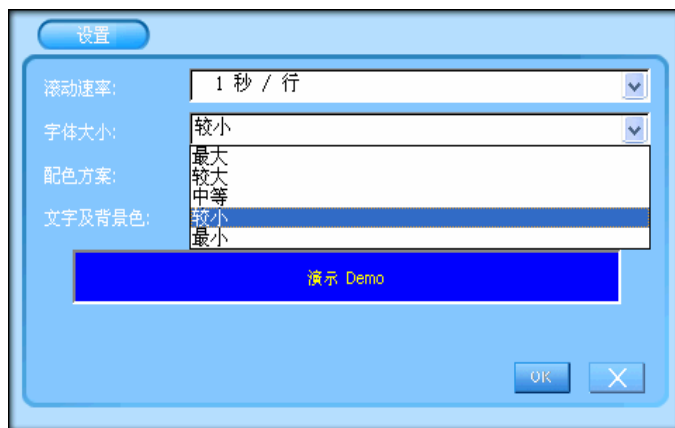 设置
滚动速率: 1 秒 / 行
字体大小: 较小
最大
较大
配色方案:
中等
文字及背景色: 较小
最小
演示 Demo
OK